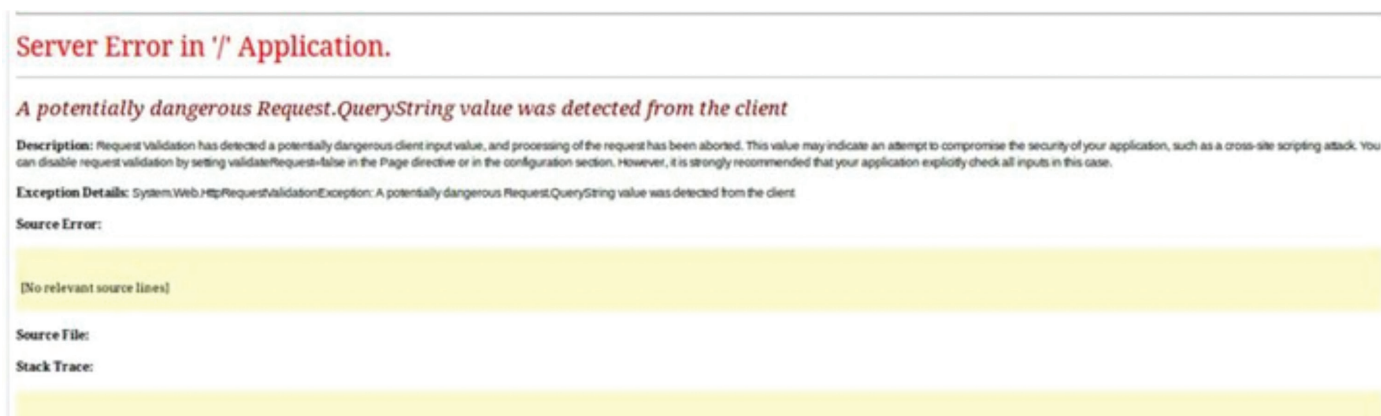 Server Error in '/' Application.
A potentially dangerous Request.QueryString value was detected from the client
Description: Request Validation has detected a potentially dangerous client input value, and processing of the request has been aborted. This value may indicate an attempt to compromise the security of your application, such as a cross-site scripting attack. You
can disable request validation by setting validateRequest=false in the Page directive or in the configuration section. However, it is strongly recommended that your application explicitly check all inputs in this case.
Exception Details: System.Web.HttpRequestValidationException: A potentially dangerous Request.QueryString value was detected from the client
Source Error:
[No relevant source lines]
Source File:
Stack Trace: